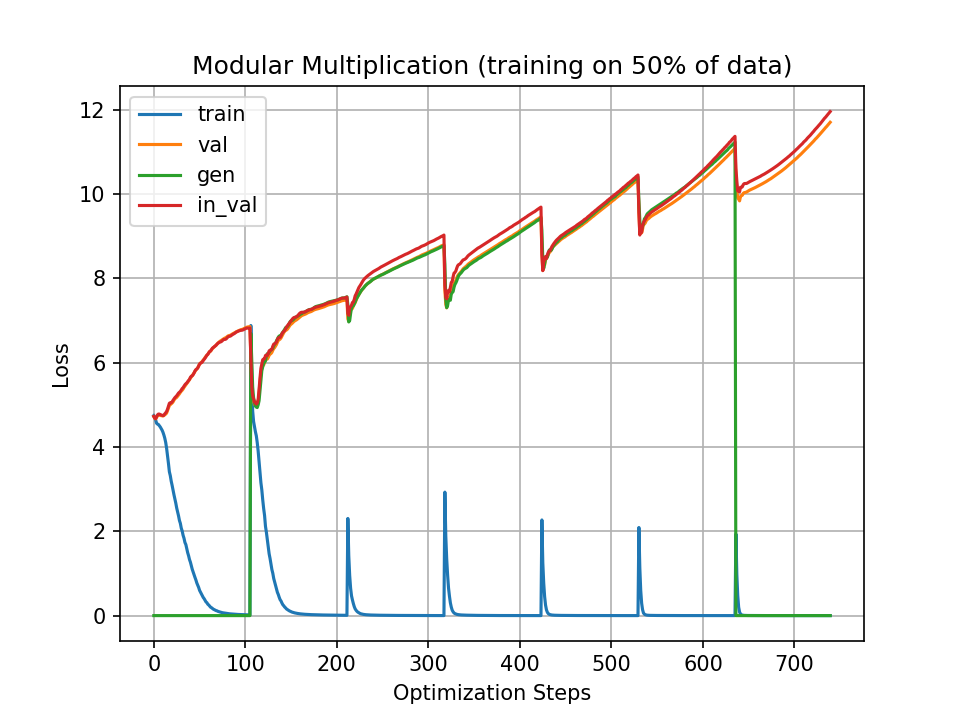 Modular Multiplication (training on 50% of data)
train
val
gen
in_val
12
10
8
6
4
2
0
Loss
0 100 200 300 400 500 600 700
Optimization Steps